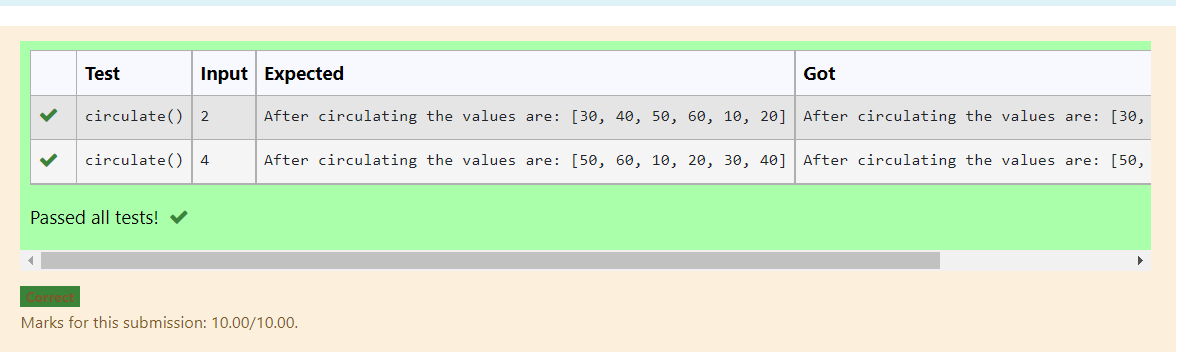 Test Input Expected Got
circulate() 2 After circulating the values are: [30, 40, 50, 60, 10, 20] After circulating the values are: [30,
circulate() 4 After circulating the values are: [50, 60, 10, 20, 30, 40] After circulating the values are: [50,
Passed all tests!
Correct
Marks for this submission: 10.00/10.00.